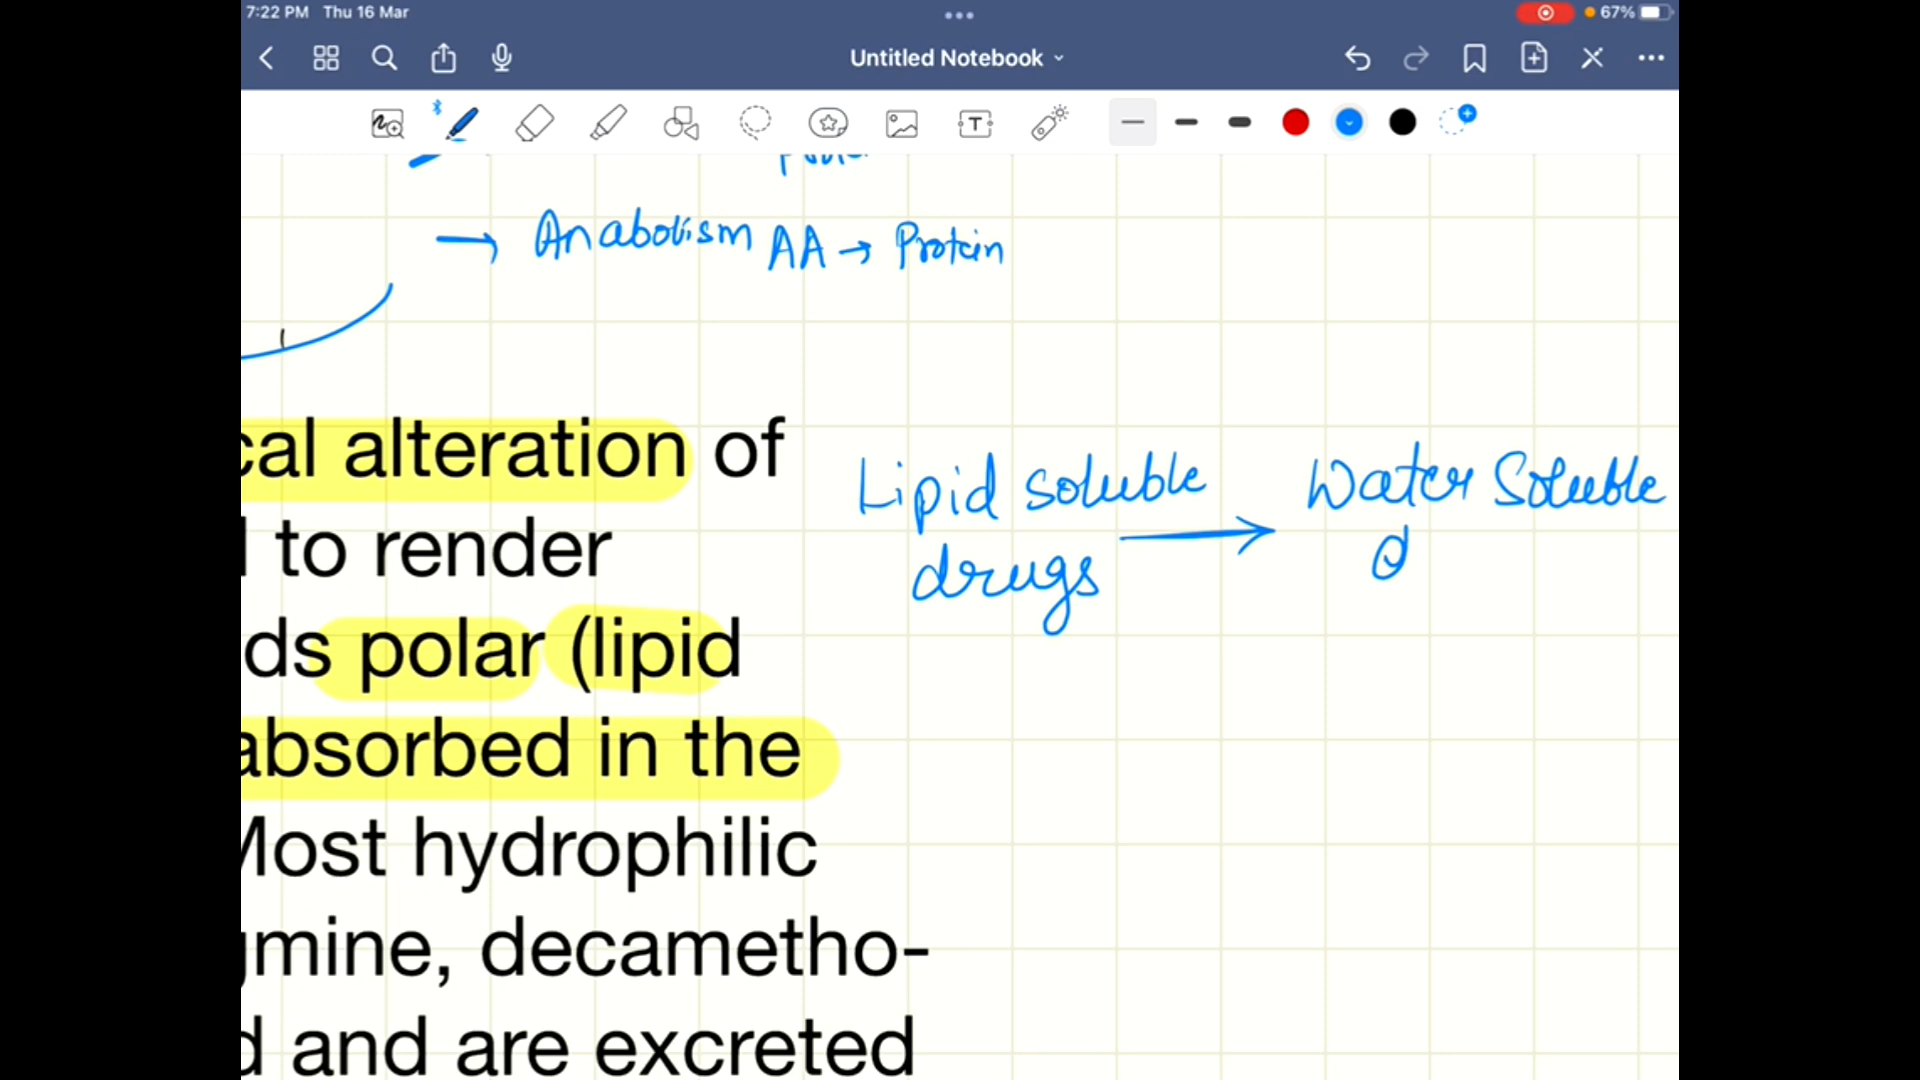 7:22 PM Thu 16 Mar
67%
Untitled Notebook
T
→ Anabolism AA → Protein
cal alteration of
to render
ds polar (lipid
absorbed in the
Most hydrophilic
gmine, decametho-
d and are excreted
Lipid soluble → Water Soluble
drugs d